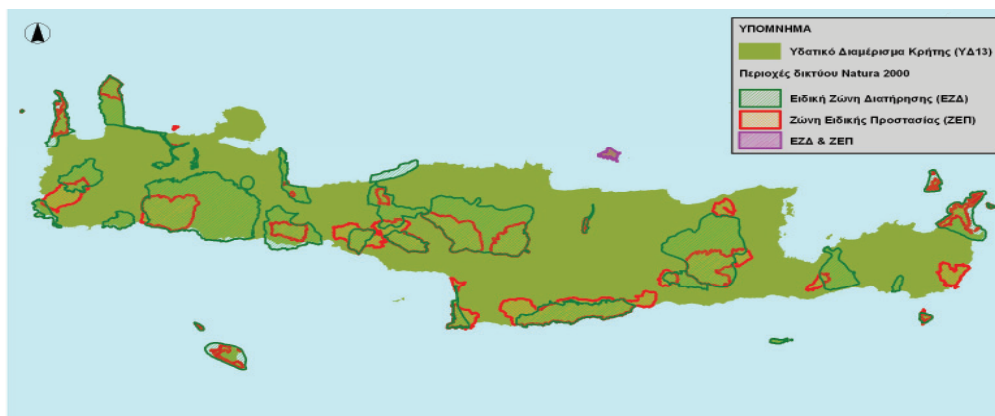 ΥΠΟΜΝΗΜΑ
Υδατικό Διαμέρισμα Κρήτης (ΥΔ13)
Περιοχές δικτύου Natura 2000
Ειδική Ζώνη Διατήρησης (ΕΖΔ)
Ζώνη Ειδικής Προστασίας (ΖΕΠ)
ΕΖΔ & ΖΕΠ